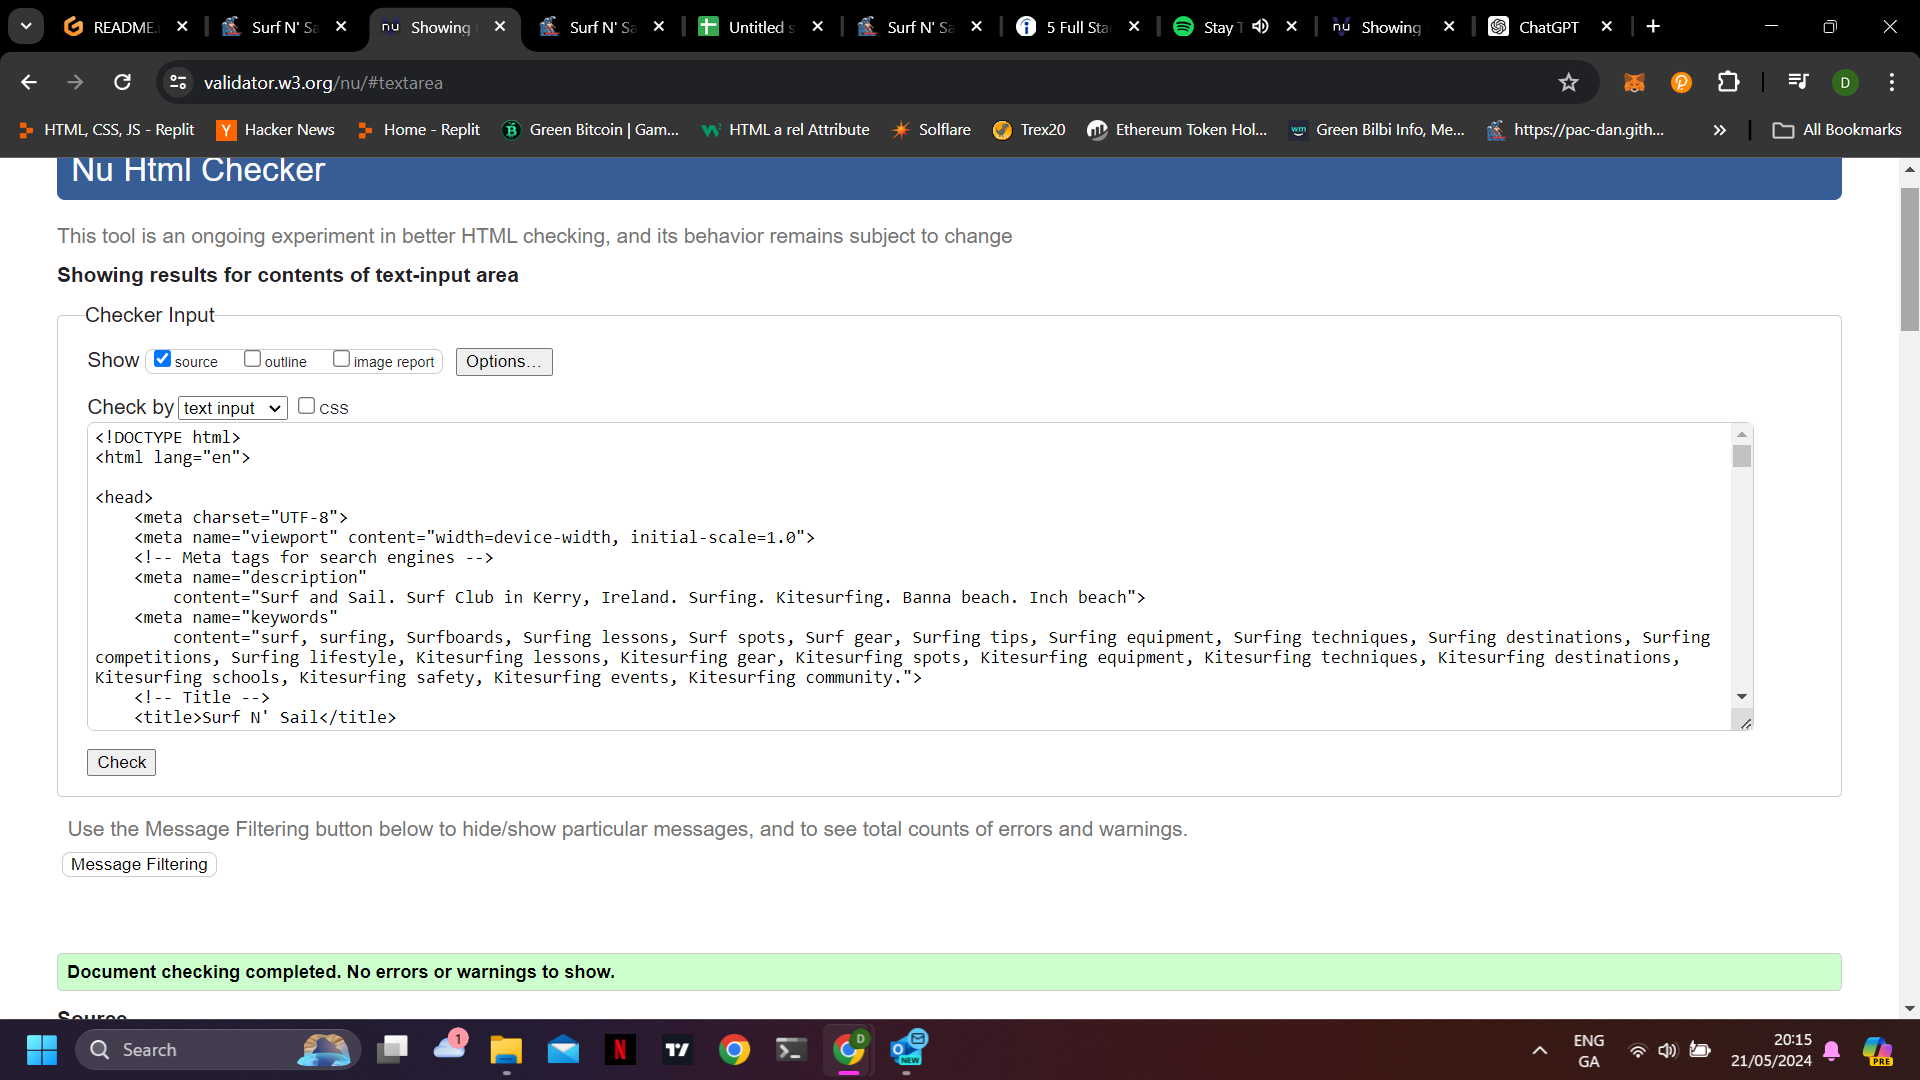 README.
Surf N' Sa
Showing
Surf N' Sa
Untitled s
Surf N' Sa
5 Full Sta
Stay T
Showing
ChatGPT
validator.w3.org/nu/#textarea
D
HTML, CSS, JS - Replit
Hacker News
Home - Replit
Green Bitcoin | Gam...
HTML a rel Attribute
Solflare
Trex20
Ethereum Token Hol...
Green Bilbi Info, Me...
https://pac-dan.gith...
All Bookmarks
Nu Html Checker
This tool is an ongoing experiment in better HTML checking, and its behavior remains subject to change
Showing results for contents of text-input area
Checker Input
Show source outline image report Options...
Check by text input css
<!DOCTYPE html>
<html lang="en">
<head>
<meta charset="UTF-8">
<meta name="viewport" content="width=device-width, initial-scale=1.0">
<!-- Meta tags for search engines -->
<meta name="description"
content="Surf and Sail. Surf Club in Kerry, Ireland. Surfing. Kitesurfing. Banna beach. Inch beach">
<meta name="keywords"
content="surf, surfing, Surfboards, Surfing lessons, Surf spots, Surf gear, Surfing tips, Surfing equipment, Surfing techniques, Surfing destinations, Surfing
competitions, Surfing lifestyle, Kitesurfing lessons, Kitesurfing gear, Kitesurfing spots, Kitesurfing equipment, Kitesurfing techniques, Kitesurfing destinations,
Kitesurfing schools, Kitesurfing safety, Kitesurfing events, Kitesurfing community.">
<!-- Title -->
<title>Surf N' Sail</title>
Check
Use the Message Filtering button below to hide/show particular messages, and to see total counts of errors and warnings.
Message Filtering
Document checking completed. No errors or warnings to show.
Source
Search
1
D
NEW
ENG
GA
20:15
21/05/2024
PRE